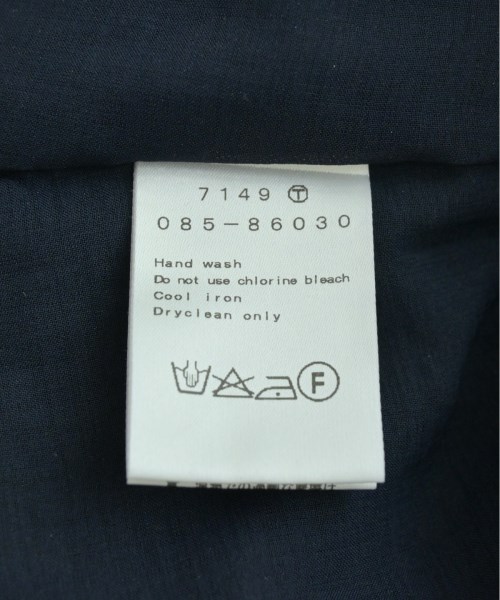 7149 Ⓣ
085-86030
Hand wash
Do not use chlorine bleach
Cool iron
Dryclean only
F